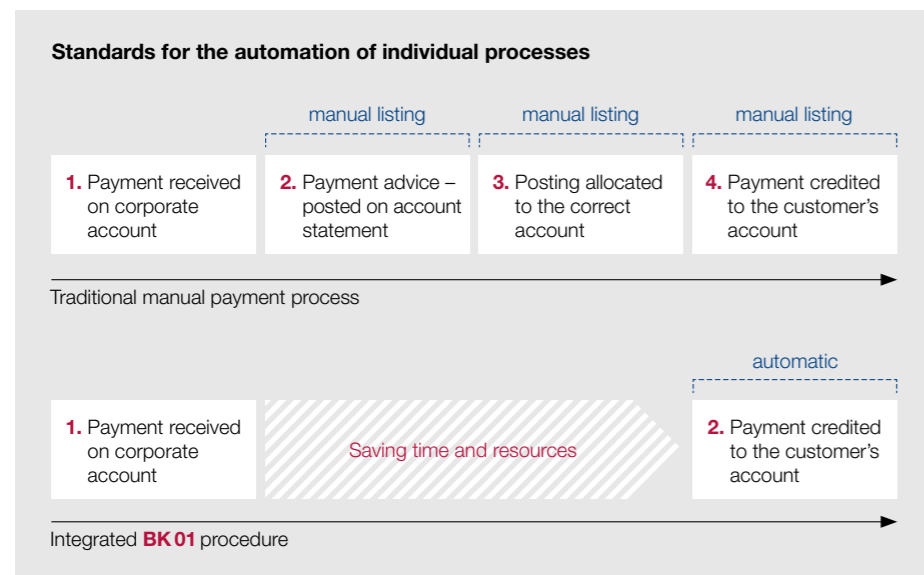 Standards for the automation of individual processes
manual listing
manual listing
manual listing
1. Payment received
on corporate
account
2. Payment advice –
posted on account
statement
3. Posting allocated
to the correct
account
4. Payment credited
to the customer’s
account
Traditional manual payment process
automatic
1. Payment received
on corporate
account
Saving time and resources
2. Payment credited
to the customer’s
account
Integrated BK 01 procedure